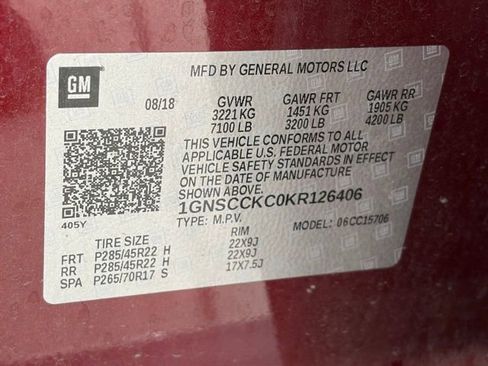 GM
MFD BY GENERAL MOTORS LLC
08/18 GVWR GAWR FRT GAWR RR
3221 KG 1451 KG 1905 KG
7100 LB 3200 LB 4200 LB
THIS VEHICLE CONFORMS TO ALL
APPLICABLE U.S. FEDERAL MOTOR
VEHICLE SAFETY STANDARDS IN EFFECT
ON THE DATE OF MANUFACTURE
SHOWN ABOVE.
405Y 1GNSCCKC0KR126406
TYPE: M.P.V. MODEL: 06CC15706
TIRE SIZE RIM
FRT P285/45R22 H 22X9J
RR P285/45R22 H 22X9J
SPA P265/70R17 S 17X7.5J